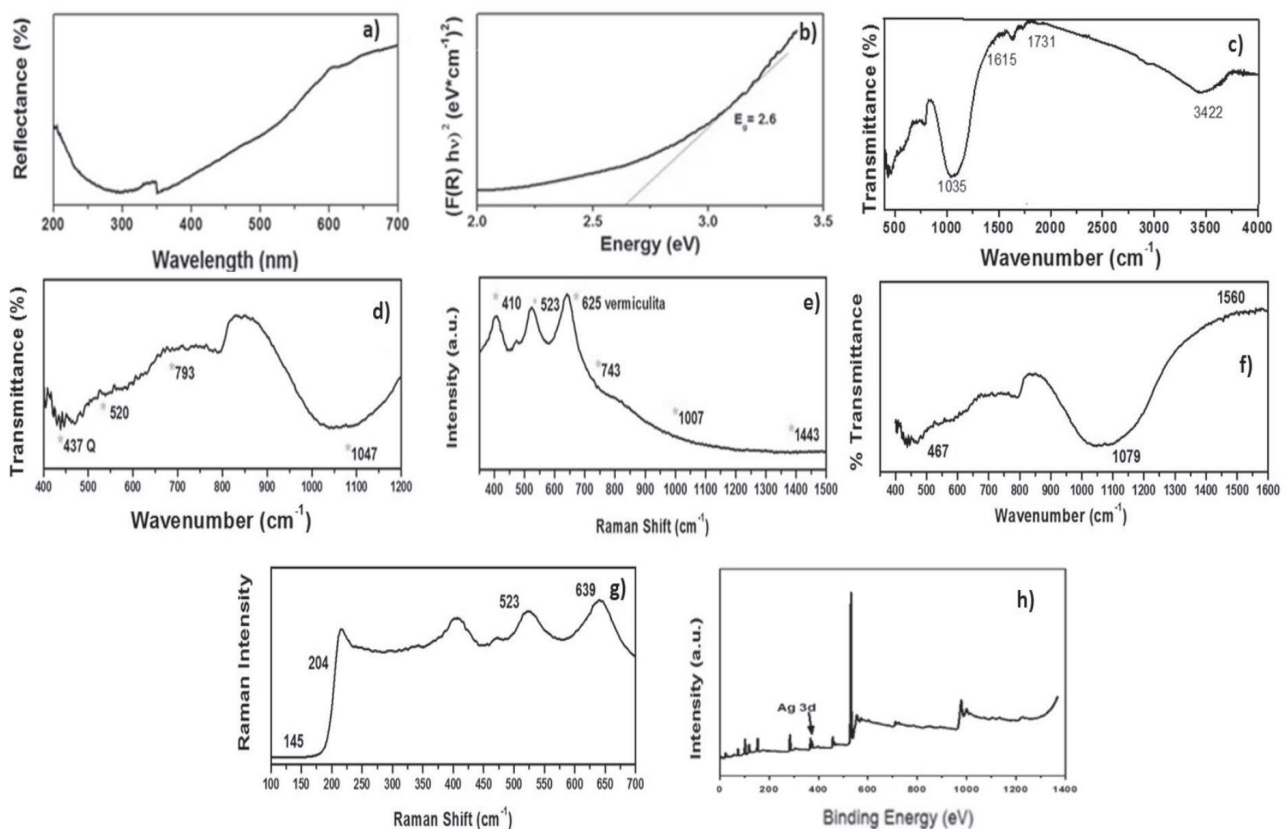 a)
Reflectance (%)
200 300 400 500 600 700
Wavelength (nm)
b)
(F(R) hν)² (eV*cm⁻¹)²)
E_g = 2.6
2.0 2.5 3.0 3.5
Energy (eV)
c)
Transmittance (%)
1731
1615
3422
1035
500 1000 1500 2000 2500 3000 3500 4000
Wavenumber (cm⁻¹)
d)
Transmittance (%)
*793
*520
*437 Q
*1047
400 500 600 700 800 900 1000 1100 1200
Wavenumber (cm⁻¹)
e)
Intensity (a.u.)
* 410 * 523 * 625 vermiculita
*743
*1007
*1443
400 500 600 700 800 900 1000 1100 1200 1300 1400 1500
Raman Shift (cm⁻¹)
f)
% Transmittance
1560
467
1079
400 500 600 700 800 900 1000 1100 1200 1300 1400 1500 1600
Wavenumber (cm⁻¹)
g)
Raman Intensity
639
523
204
145
100 150 200 250 300 350 400 450 500 550 600 650 700
Raman Shift (cm⁻¹)
h)
Intensity (a.u.)
Ag 3d
0 200 400 600 800 1000 1200 1400
Binding Energy (eV)